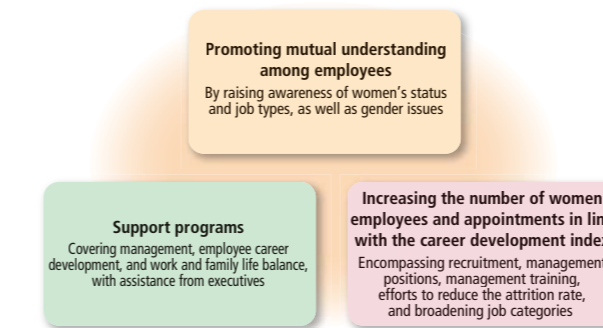 Promoting mutual understanding
among employees
By raising awareness of women's status
and job types, as well as gender issues
Support programs
Covering management, employee career
development, and work and family life balance,
with assistance from executives
Increasing the number of women
employees and appointments in line
with the career development index
Encompassing recruitment, management
positions, management training,
efforts to reduce the attrition rate,
and broadening job categories